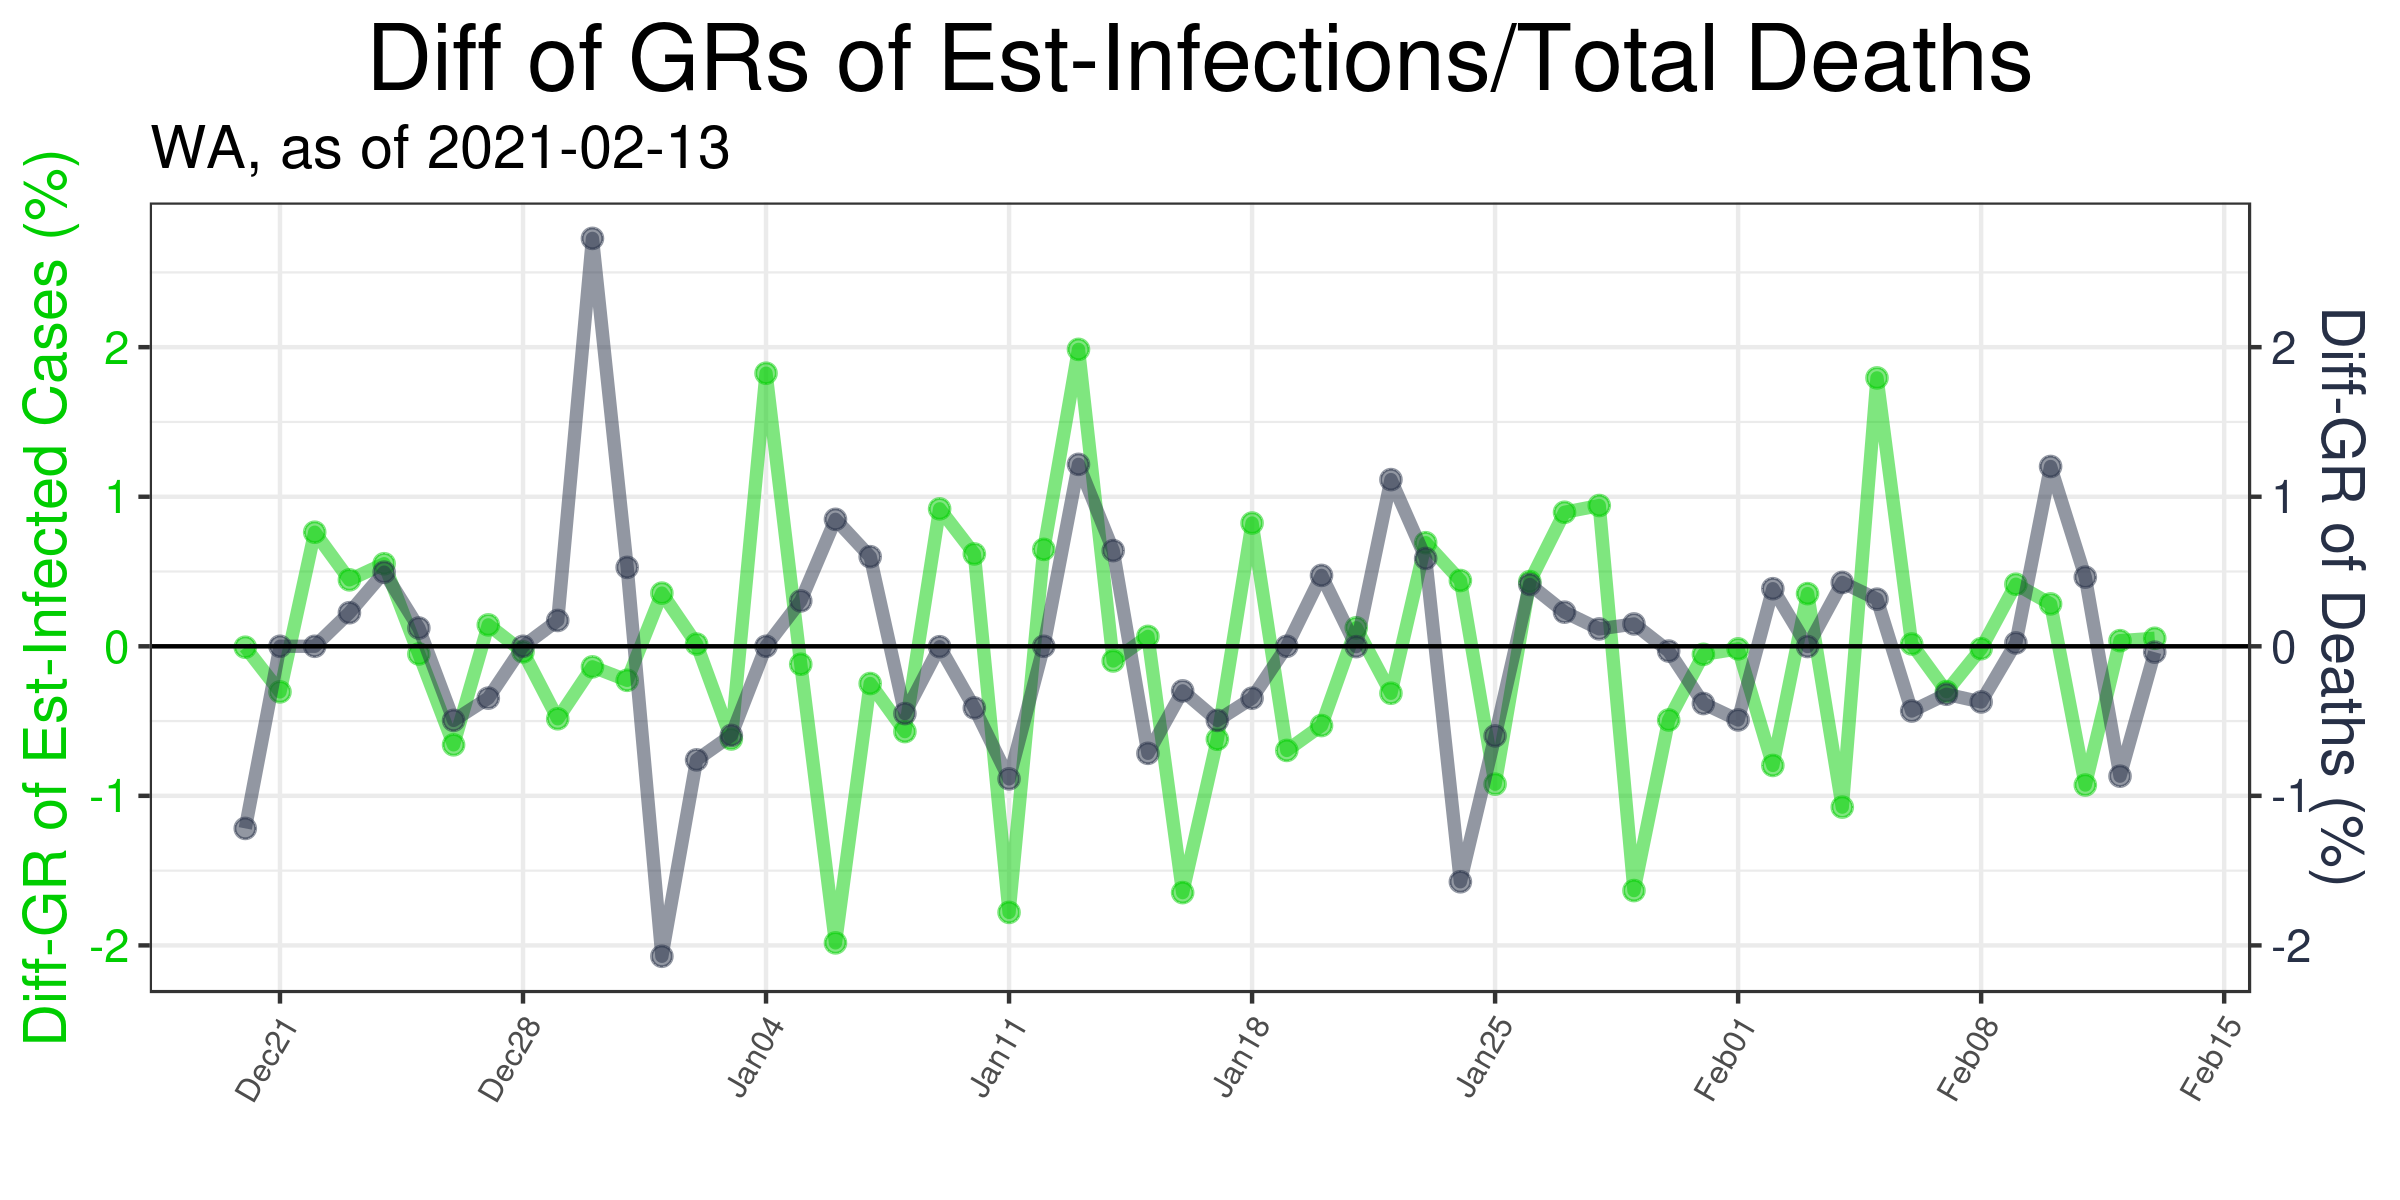 Diff of GRs of Est-Infections/Total Deaths
WA, as of 2021-02-13
Diff-GR of Est-Infected Cases (%)
2
1
0
-1
-2
2
1
0
-1
-2
Diff-GR of Deaths (%)
Dec21
Dec28
Jan04
Jan11
Jan18
Jan25
Feb01
Feb08
Feb15